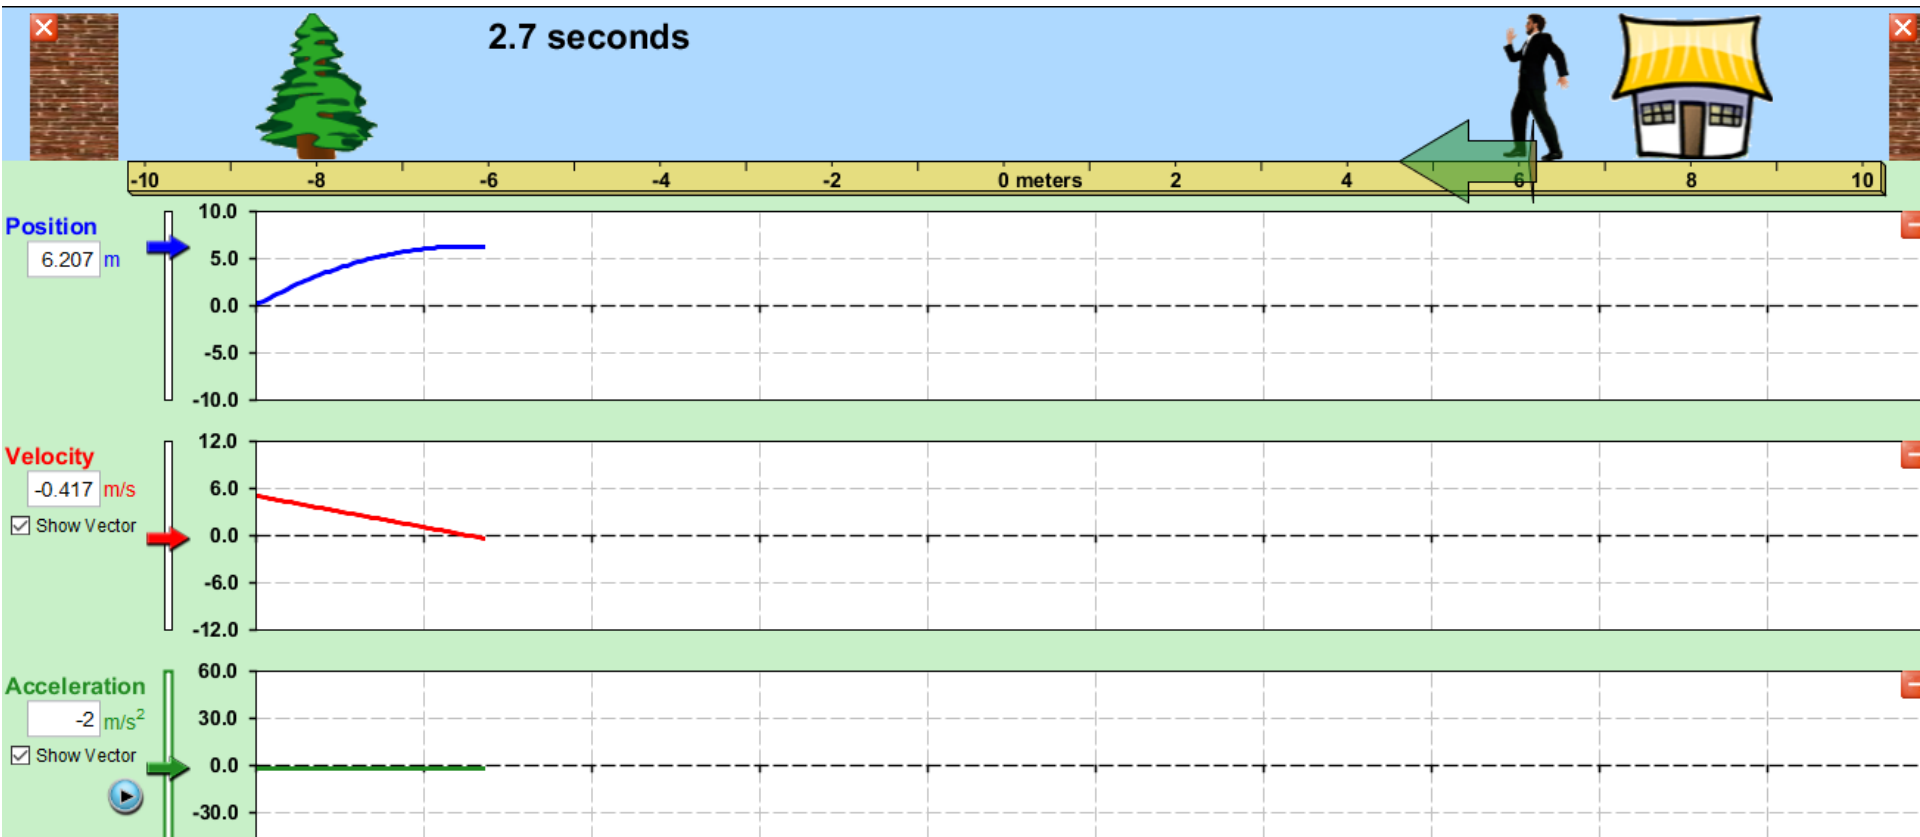 2.7 seconds
-10 -8 -6 -4 -2 0 meters 2 4 6 8 10
Position
6.207 m
10.0
5.0
0.0
-5.0
-10.0
Velocity
-0.417 m/s
Show Vector
12.0
6.0
0.0
-6.0
-12.0
Acceleration
-2 m/s²
Show Vector
60.0
30.0
0.0
-30.0